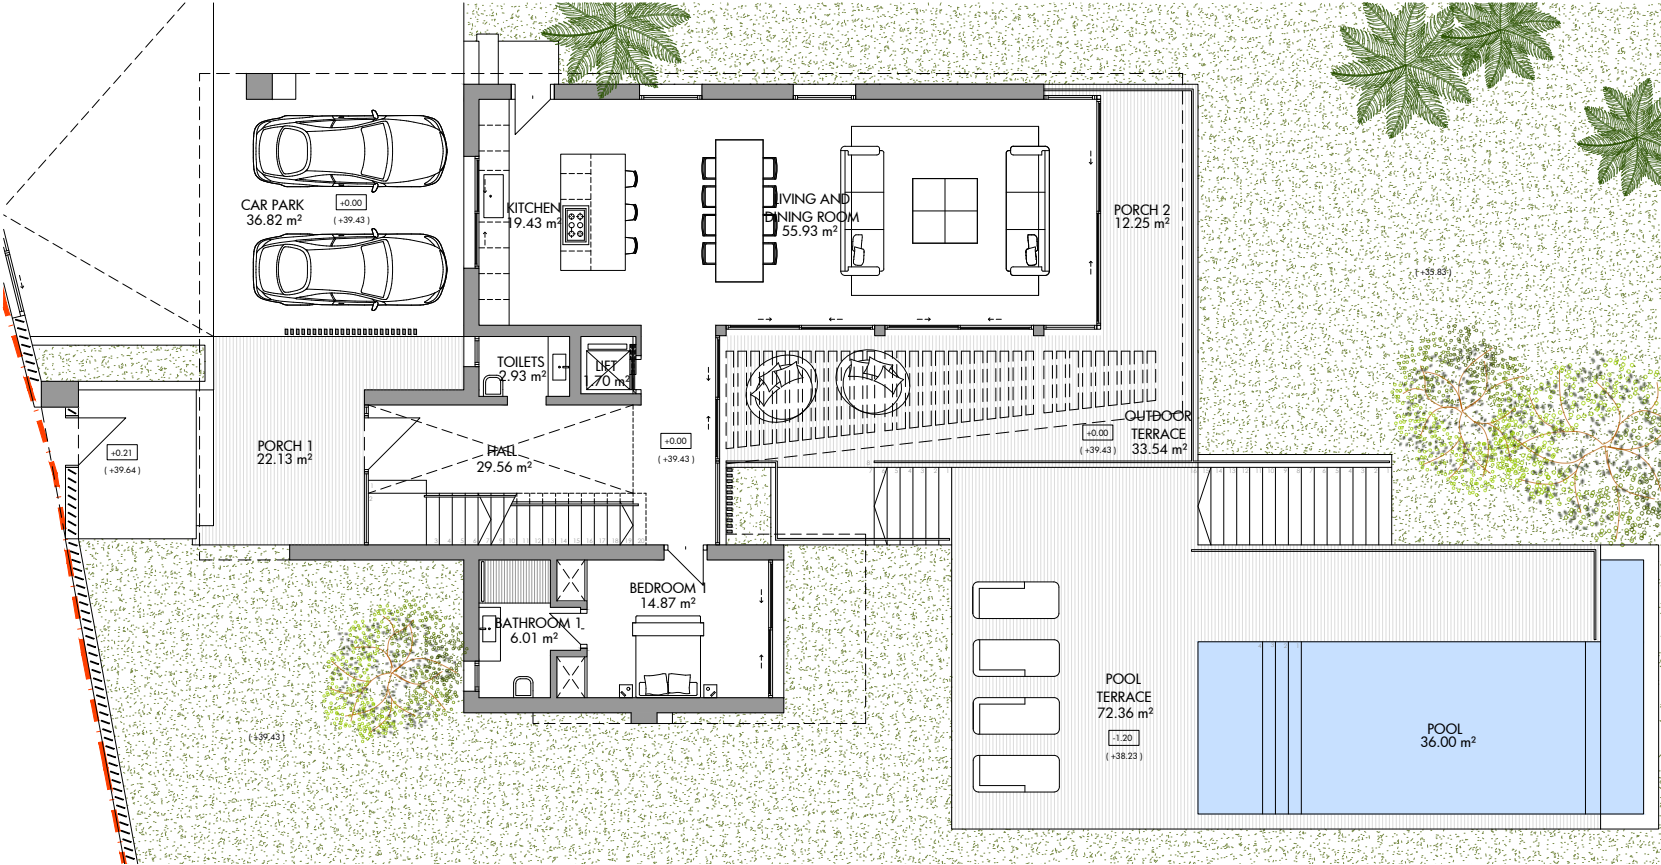 CAR PARK
36.82 m²
+0.00
(+39.43)
KITCHEN
19.43 m²
LIVING AND
DINING ROOM
55.93 m²
PORCH 2
12.25 m²
(+35.83)
TOILETS
2.93 m²
LIFT
1.70 m²
PORCH 1
22.13 m²
+0.21
(+39.64)
HALL
29.56 m²
+0.00
(+39.43)
OUTDOOR
TERRACE
33.54 m²
+0.00
(+39.43)
BEDROOM 1
14.87 m²
BATHROOM 1
6.01 m²
POOL
TERRACE
72.36 m²
-1.20
(+38.23)
POOL
36.00 m²
(+39.43)